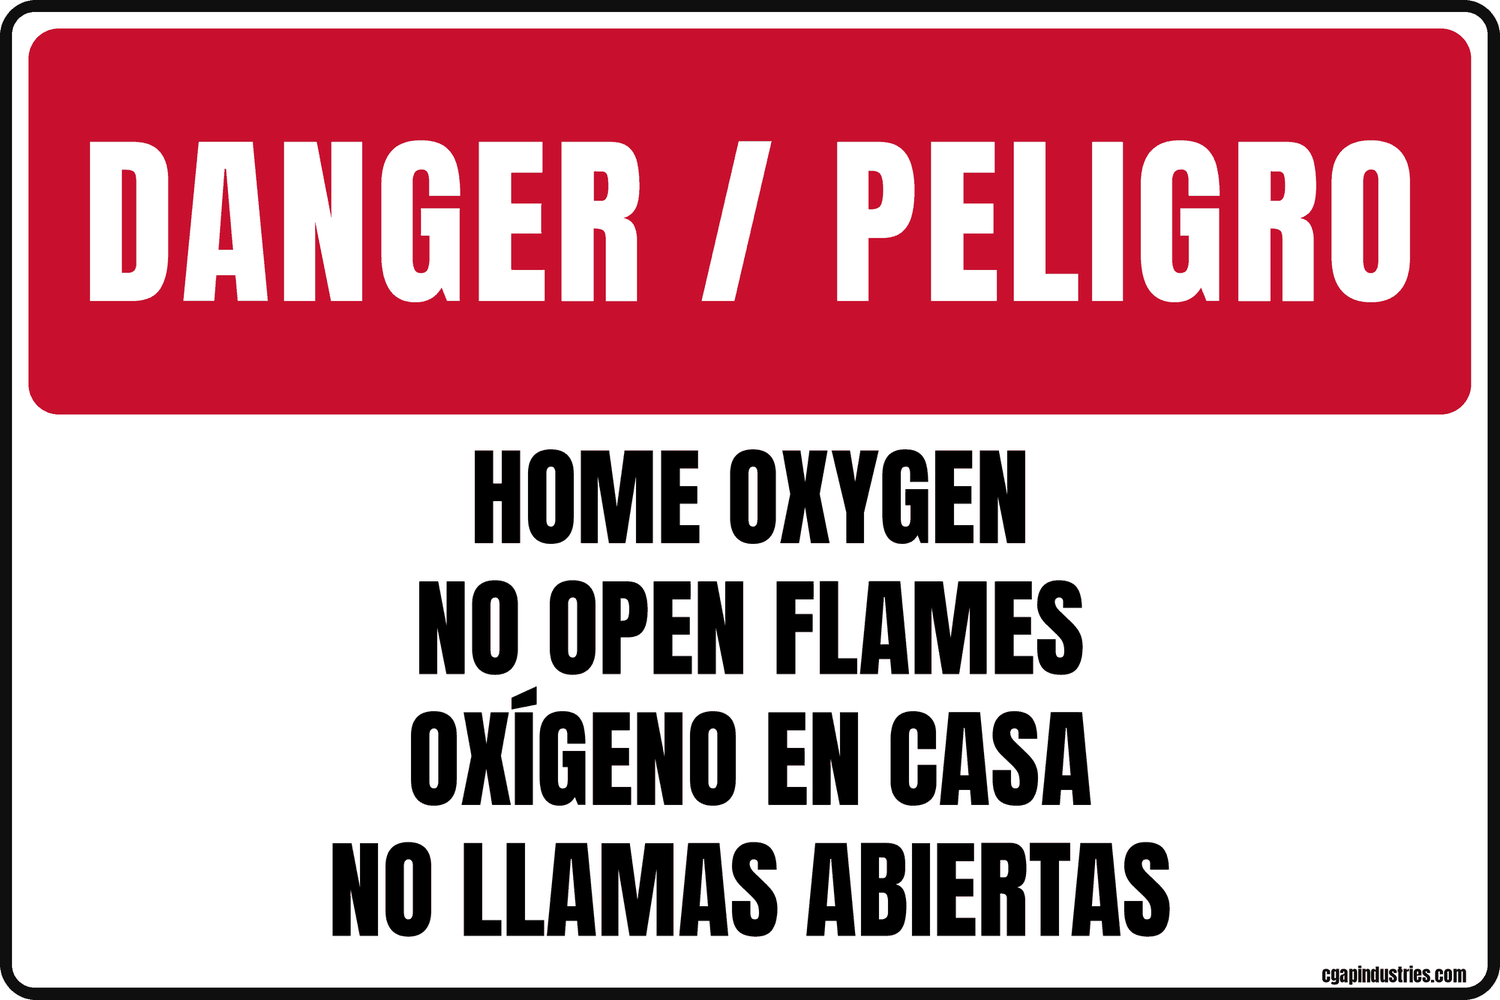 DANGER / PELIGRO
HOME OXYGEN
NO OPEN FLAMES
OXÍGENO EN CASA
NO LLAMAS ABIERTAS
cgapindustries.com